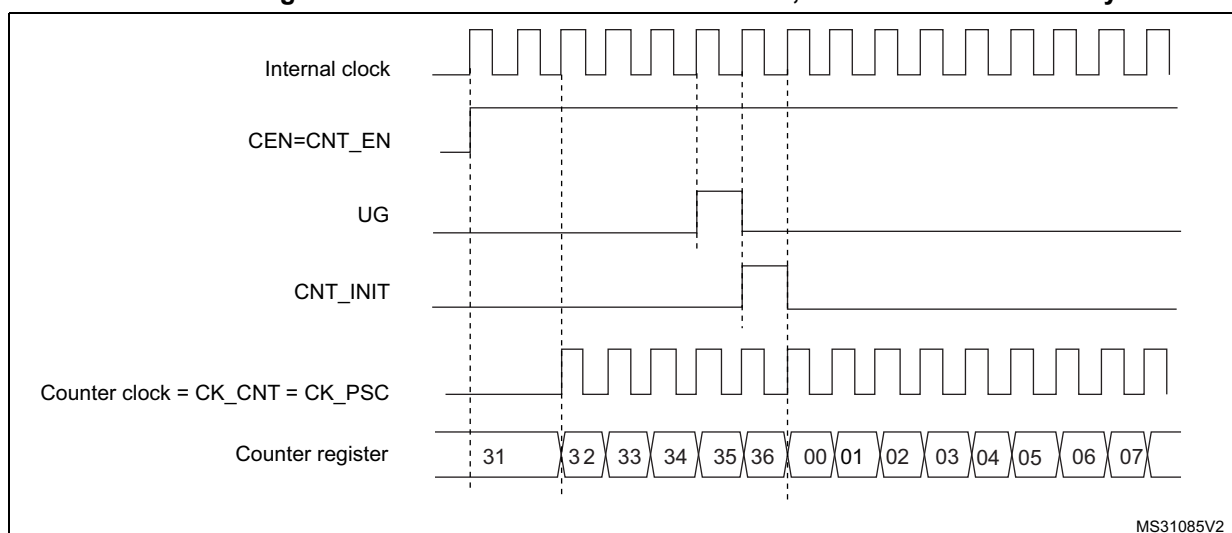 Internal clock
CEN=CNT_EN
UG
CNT_INIT
Counter clock = CK_CNT = CK_PSC
Counter register 31 32 33 34 35 36 00 01 02 03 04 05 06 07
MS31085V2